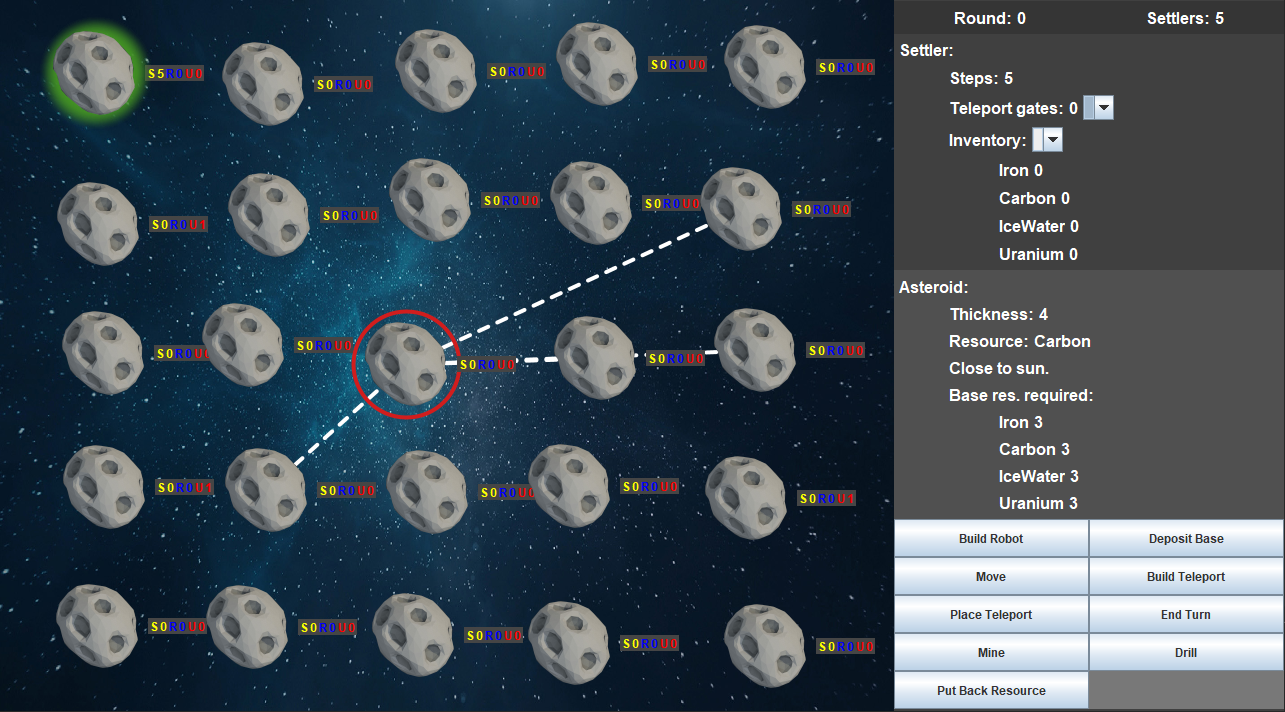 S5R0U0
S0R0U0
S0R0U0
S0R0U0
S0R0U0
S0R0U1
S0R0U0
S0R0U0
S0R0U0
S0R0U0
S0R0U
S0R0U0
S0R0U0
S0R0U0
S0R0U0
S0R0U1
S0R0U0
S0R0U
S0R0U0
S0R0U1
S0R0U0
S0R0U0
S0R0U0
S0R0U0
S0R0U0
Round: 0 Settlers: 5
Settler:
Steps: 5
Teleport gates: 0
Inventory:
Iron 0
Carbon 0
IceWater 0
Uranium 0
Asteroid:
Thickness: 4
Resource: Carbon
Close to sun.
Base res. required:
Iron 3
Carbon 3
IceWater 3
Uranium 3
Build Robot Deposit Base
Move Build Teleport
Place Teleport End Turn
Mine Drill
Put Back Resource